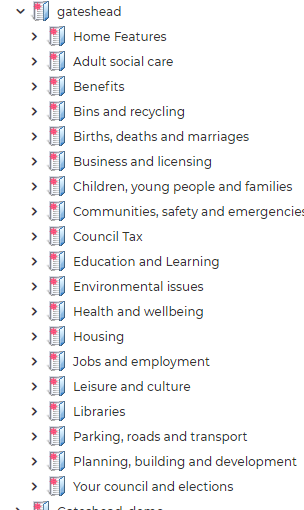 gateshead
Home Features
Adult social care
Benefits
Bins and recycling
Births, deaths and marriages
Business and licensing
Children, young people and families
Communities, safety and emergencies
Council Tax
Education and Learning
Environmental issues
Health and wellbeing
Housing
Jobs and employment
Leisure and culture
Libraries
Parking, roads and transport
Planning, building and development
Your council and elections